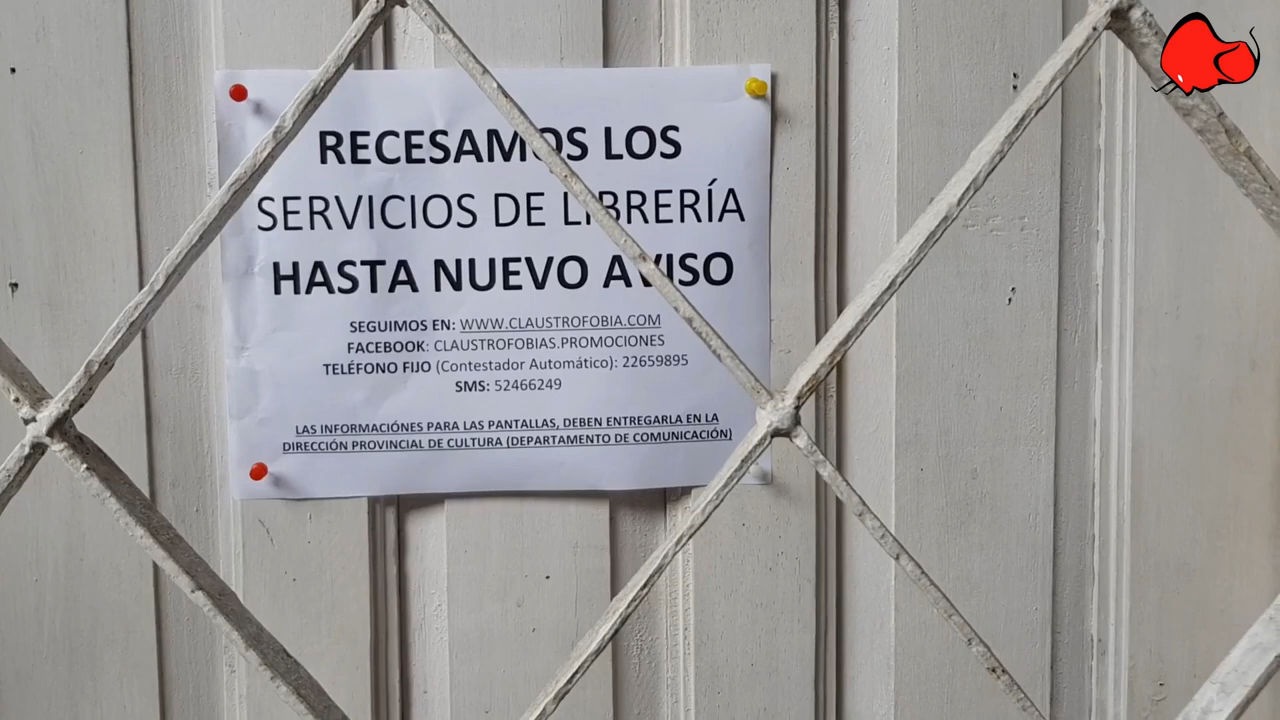 RECESAMOS LOS
SERVICIOS DE LIBRERÍA
HASTA NUEVO AVISO
SEGUIMOS EN: WWW.CLAUSTROFOBIA.COM
FACEBOOK: CLAUSTROFOBIAS.PROMOCIONES
TELÉFONO FIJO (Contestador Automático): 22659895
SMS: 52466249
LAS INFORMACIÓNES PARA LAS PANTALLAS, DEBEN ENTREGARLA EN LA
DIRECCIÓN PROVINCIAL DE CULTURA (DEPARTAMENTO DE COMUNICACIÓN)